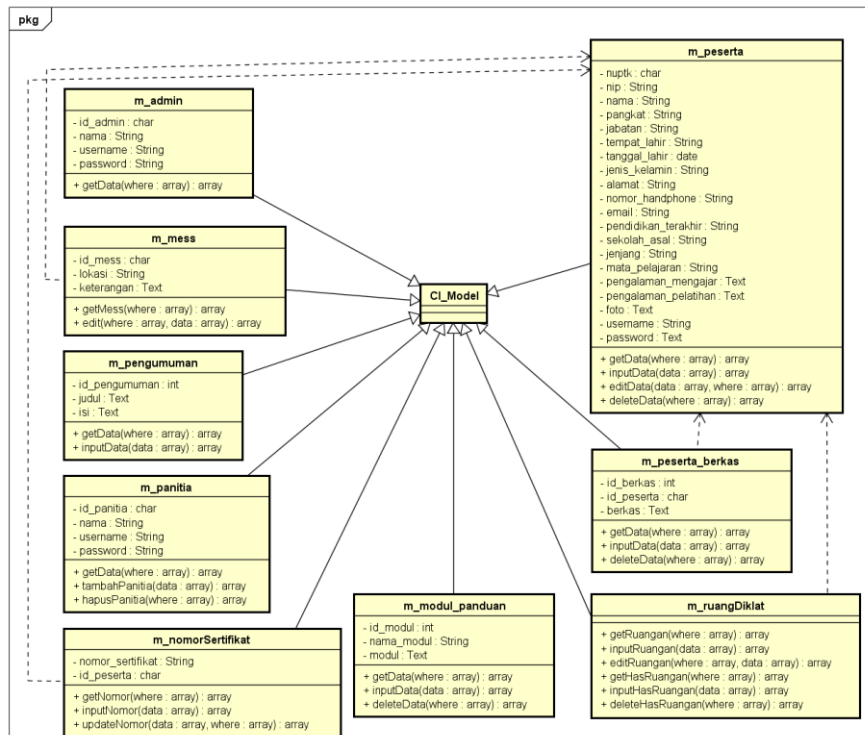 pkg
m_peserta
- nuptk : char
- nip : String
- nama : String
- pangkat : String
- jabatan : String
- tempat_lahir : String
- tanggal_lahir : date
- jenis_kelamin : String
- alamat : String
- nomor_handphone : String
- email : String
- pendidikan_terakhir : String
- sekolah_asal : String
- jenjang : String
- mata_pelajaran : String
- pengalaman_mengajar : Text
- pengalaman_pelatihan : Text
- foto : Text
- username : String
- password : Text
+ getData(where : array) : array
+ inputData(data : array) : array
+ editData(data : array, where : array) : array
+ deleteData(where : array) : array
m_admin
- id_admin : char
- nama : String
- username : String
- password : String
+ getData(where : array) : array
m_mess
- id_mess : char
- lokasi : String
- keterangan : Text
+ getMess(where : array) : array
+ edit(where : array, data : array) : array
CI_Model
m_pengumuman
- id_pengumuman : int
- judul : Text
- isi : Text
+ getData(where : array) : array
+ inputData(data : array) : array
m_peserta_berkas
- id_berkas : int
- id_peserta : char
- berkas : Text
+ getData(where : array) : array
+ inputData(data : array) : array
+ deleteData(where : array) : array
m_panitia
- id_panitia : char
- nama : String
- username : String
- password : String
+ getData(where : array) : array
+ tambahPanitia(data : array) : array
+ hapusPanitia(where : array) : array
m_modul_panduan
- id_modul : int
- nama_modul : String
- modul : Text
+ getData(where : array) : array
+ inputData(data : array) : array
+ deleteData(where : array) : array
m_ruangDiklat
+ getRuangan(where : array) : array
+ inputRuangan(data : array) : array
+ editRuangan(where : array, data : array) : array
+ getHasRuangan(where : array) : array
+ inputHasRuangan(data : array) : array
+ deleteHasRuangan(where : array) : array
m_nomorSertifikat
- nomor_sertifikat : String
- id_peserta : char
+ getNomor(where : array) : array
+ inputNomor(data : array) : array
+ updateNomor(data : array, where : array) : array